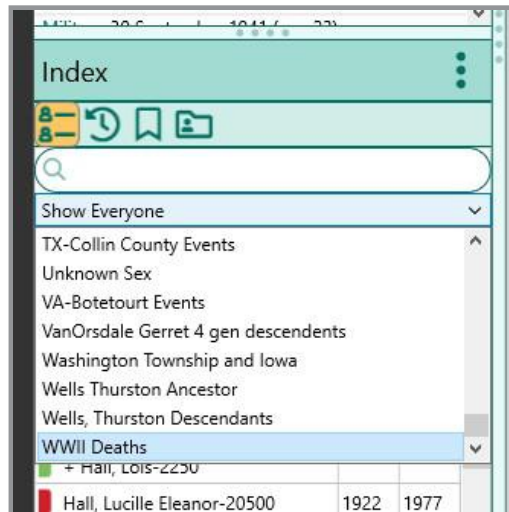 Index
Show Everyone
TX-Collin County Events
Unknown Sex
VA-Botetourt Events
VanOrsdale Gerret 4 gen descendents
Washington Township and Iowa
Wells Thurston Ancestor
Wells, Thurston Descendants
WWII Deaths
+ Hall, Lois-2250
Hall, Lucille Eleanor-20500 1922 1977